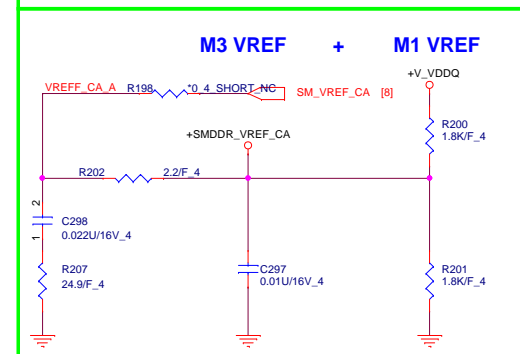 M3 VREF + M1 VREF
+V_VDDQ
VREFF_CA_A R198 *0_4_SHORT_NC SM_VREF_CA [8]
R200
1.8K/F_4
+SMDDR_VREF_CA
R202 2.2/F_4
2
C298
1
0.022U/16V_4
R207
24.9/F_4
C297
0.01U/16V_4
R201
1.8K/F_4